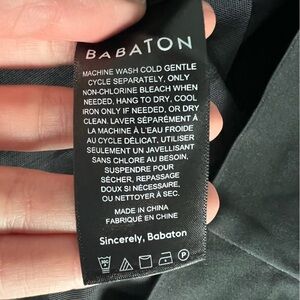 BABATON
MACHINE WASH COLD GENTLE
CYCLE SEPARATELY, ONLY
NON-CHLORINE BLEACH WHEN
NEEDED, HANG TO DRY, COOL
IRON ONLY IF NEEDED, OR DRY
CLEAN. LAVER SÉPARÉMENT À
LA MACHINE À L'EAU FROIDE
AU CYCLE DÉLICAT, UTILISER
SEULEMENT UN JAVELLISANT
SANS CHLORE AU BESOIN,
SUSPENDRE POUR
SÉCHER, REPASSAGE
DOUX SI NÉCESSAIRE,
OU NETTOYER À SEC.
MADE IN CHINA
FABRIQUÉ EN CHINE
Sincerely, Babaton